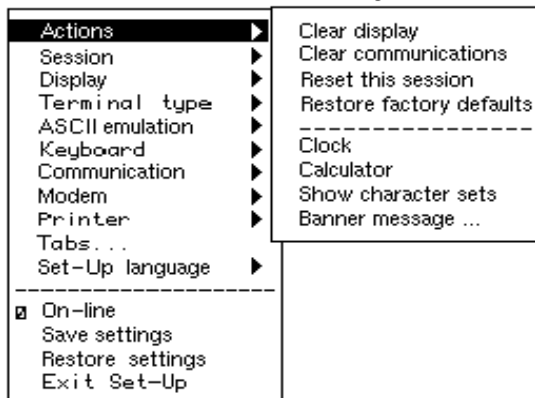 Actions
Session
Display
Terminal type
ASCII emulation
Keyboard
Communication
Modem
Printer
Tabs...
Set-Up language
On-line
Save settings
Restore settings
Exit Set-Up
Clear display
Clear communications
Reset this session
Restore factory defaults
Clock
Calculator
Show character sets
Banner message ...